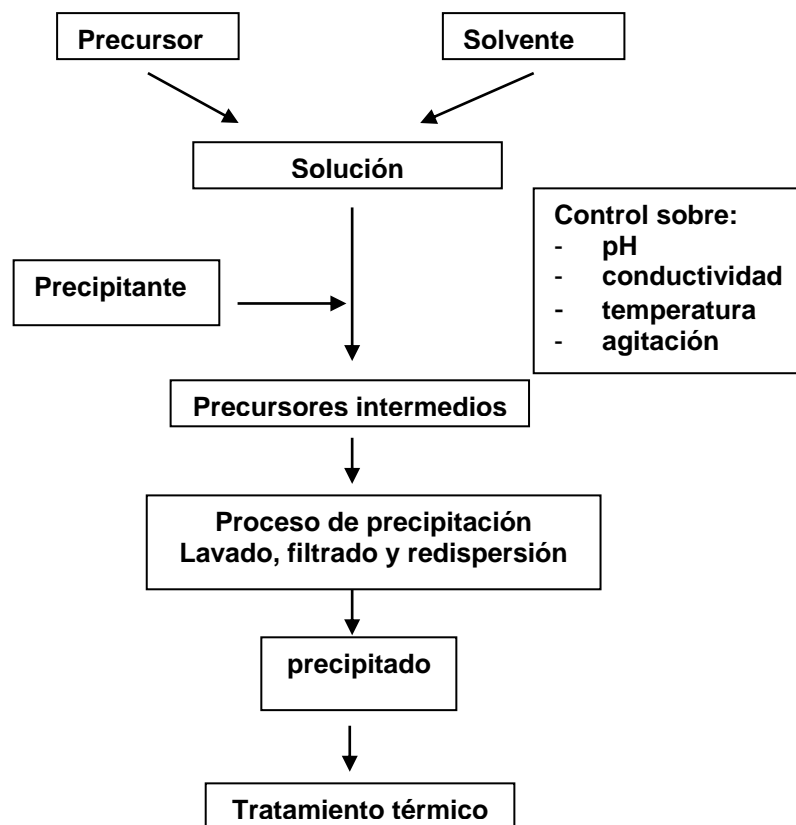 Precursor
Solvente
Solución
Control sobre:
- pH
- conductividad
- temperatura
- agitación
Precipitante
Precursores intermedios
Proceso de precipitación
Lavado, filtrado y redispersión
precipitado
Tratamiento térmico